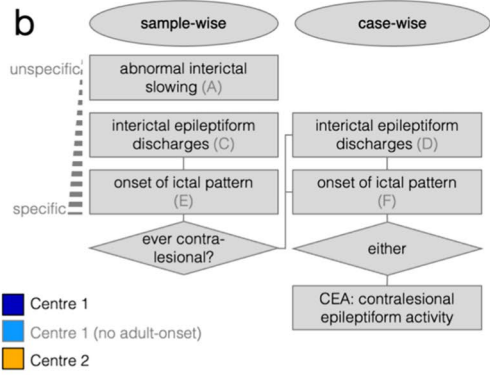 b
sample-wise
case-wise
unspecific
abnormal interictal
slowing (A)
interictal epileptiform
discharges (C)
interictal epileptiform
discharges (D)
onset of ictal pattern
(E)
onset of ictal pattern
(F)
specific
ever contra-
lesional?
either
CEA: contralesional
epileptiform activity
Centre 1
Centre 1 (no adult-onset)
Centre 2